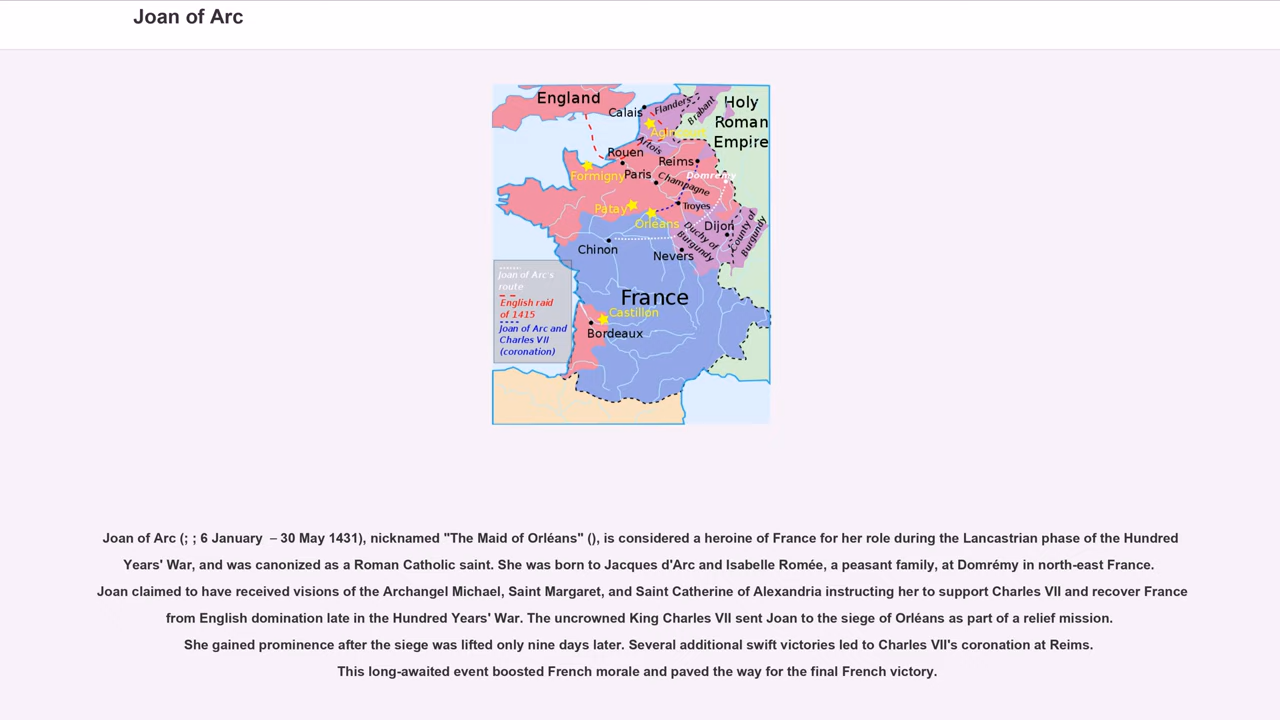 Joan of Arc
England
Calais
Flanders
Brabant
Holy
Roman
Empire
Agincourt
Artois
Rouen
Reims
Formigny
Paris
Champagne
Domrémy
Patay
Troyes
Orléans
Dijon
County of
Burgundy
Duchy of
Burgundy
Chinon
Nevers
Joan of Arc's
route
English raid
of 1415
Joan of Arc and
Charles VII
(coronation)
France
Castillon
Bordeaux
Joan of Arc (; ; 6 January – 30 May 1431), nicknamed "The Maid of Orléans" (), is considered a heroine of France for her role during the Lancastrian phase of the Hundred
Years' War, and was canonized as a Roman Catholic saint. She was born to Jacques d'Arc and Isabelle Romée, a peasant family, at Domrémy in north-east France.
Joan claimed to have received visions of the Archangel Michael, Saint Margaret, and Saint Catherine of Alexandria instructing her to support Charles VII and recover France
from English domination late in the Hundred Years' War. The uncrowned King Charles VII sent Joan to the siege of Orléans as part of a relief mission.
She gained prominence after the siege was lifted only nine days later. Several additional swift victories led to Charles VII's coronation at Reims.
This long-awaited event boosted French morale and paved the way for the final French victory.